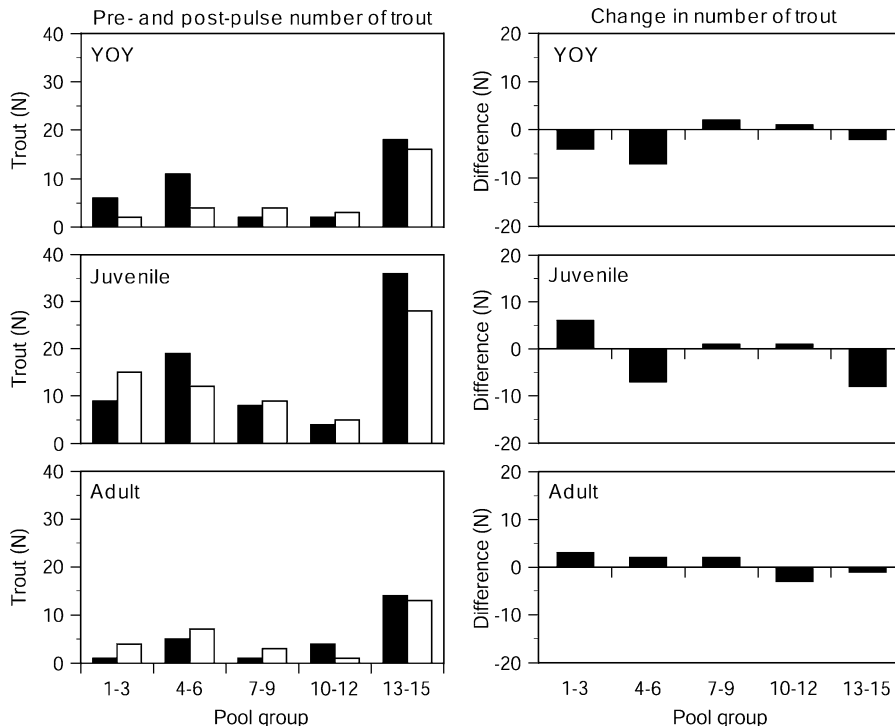 Pre- and post-pulse number of trout
Change in number of trout
40
30
20
10
0
Trout (N)
YOY
20
10
0
-10
-20
Difference (N)
YOY
40
30
20
10
0
Trout (N)
Juvenile
20
10
0
-10
-20
Difference (N)
Juvenile
40
30
20
10
0
Trout (N)
Adult
1-3 4-6 7-9 10-12 13-15
Pool group
20
10
0
-10
-20
Difference (N)
Adult
1-3 4-6 7-9 10-12 13-15
Pool group